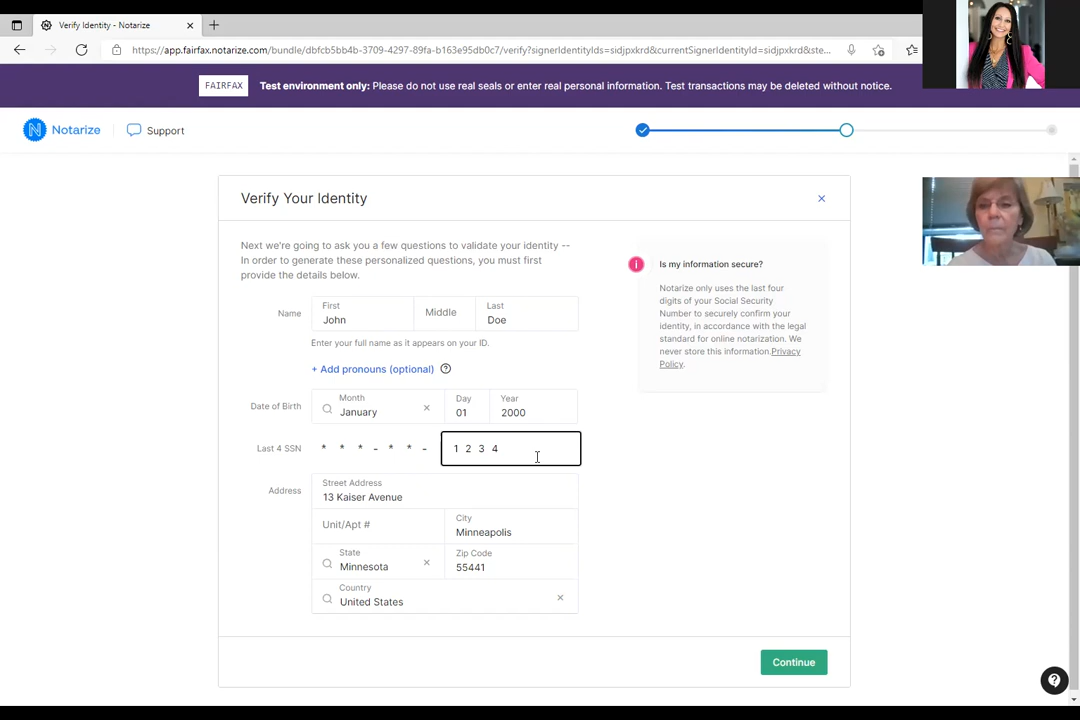 Verify Identity - Notarize
https://app.fairfax.notarize.com/bundle/dbfcb5bb4b-3709-4297-89fa-b163e95db0c7/verify?signerIdentityIds=sidjpxkrd&currentSignerIdentityId=sidjpxkrd&ste...
FAIRFAX
Test environment only: Please do not use real seals or enter real personal information. Test transactions may be deleted without notice.
N Notarize
Support
Verify Your Identity
Next we're going to ask you a few questions to validate your identity --
In order to generate these personalized questions, you must first
provide the details below.
Name
First
John
Middle
Last
Doe
Enter your full name as it appears on your ID.
+ Add pronouns (optional)
Date of Birth
Month
January
Day
01
Year
2000
Last 4 SSN
* * * - * * -
1 2 3 4
Address
Street Address
13 Kaiser Avenue
Unit/Apt #
City
Minneapolis
State
Minnesota
Zip Code
55441
Country
United States
Is my information secure?
Notarize only uses the last four
digits of your Social Security
Number to securely confirm your
identity, in accordance with the legal
standard for online notarization. We
never store this information.Privacy
Policy.
Continue